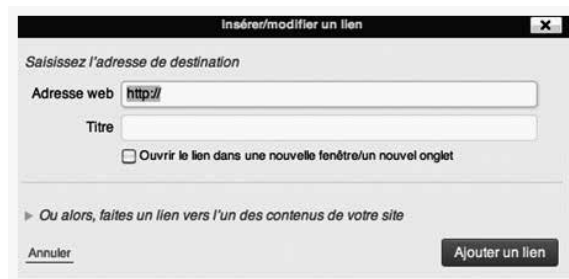 Insérer/modifier un lien
Saisissez l'adresse de destination
Adresse web http://
Titre
Ouvrir le lien dans une nouvelle fenêtre/un nouvel onglet
Ou alors, faites un lien vers l'un des contenus de votre site
Annuler Ajouter un lien